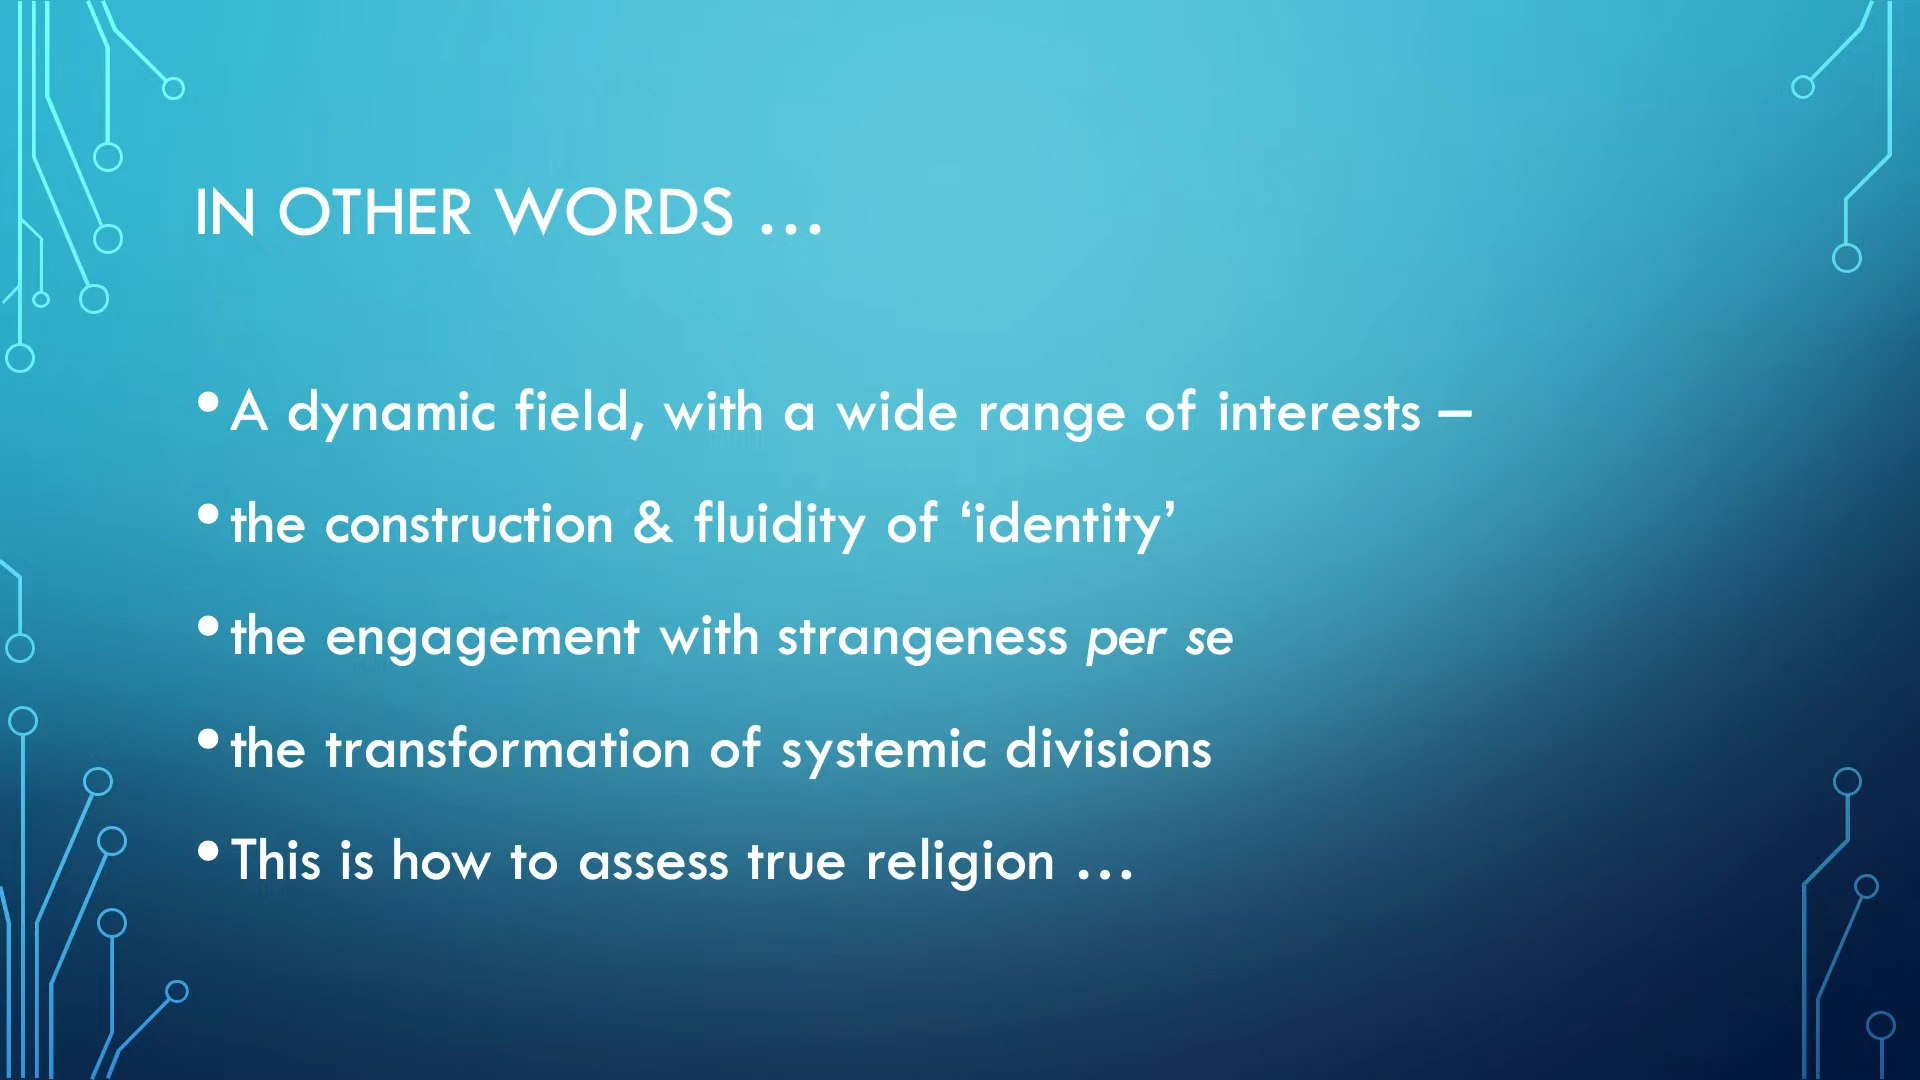 IN OTHER WORDS …
• A dynamic field, with a wide range of interests –
• the construction & fluidity of ‘identity’
• the engagement with strangeness per se
• the transformation of systemic divisions
• This is how to assess true religion …